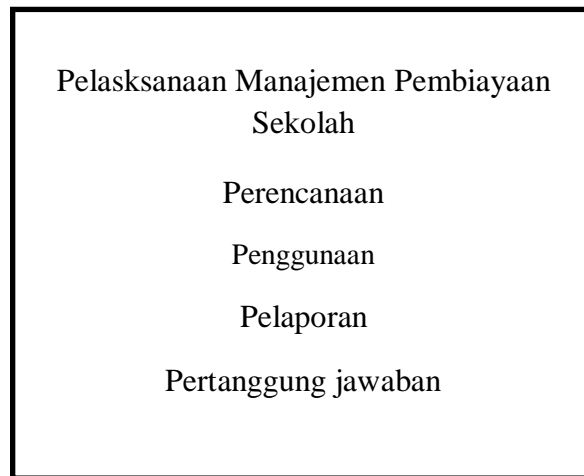 Pelasksanaan Manajemen Pembiayaan
Sekolah
Perencanaan
Penggunaan
Pelaporan
Pertanggung jawaban